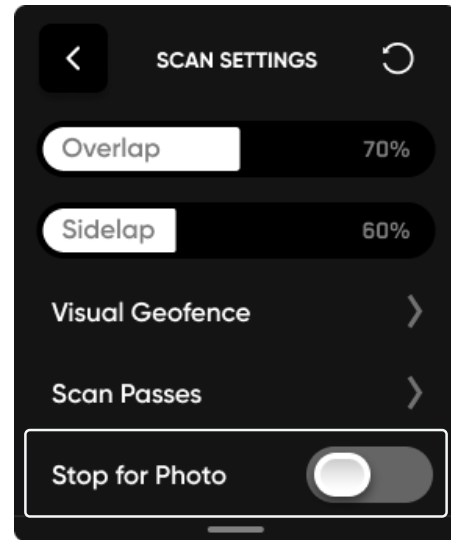 SCAN SETTINGS
Overlap 70%
Sidelap 60%
Visual Geofence
Scan Passes
Stop for Photo